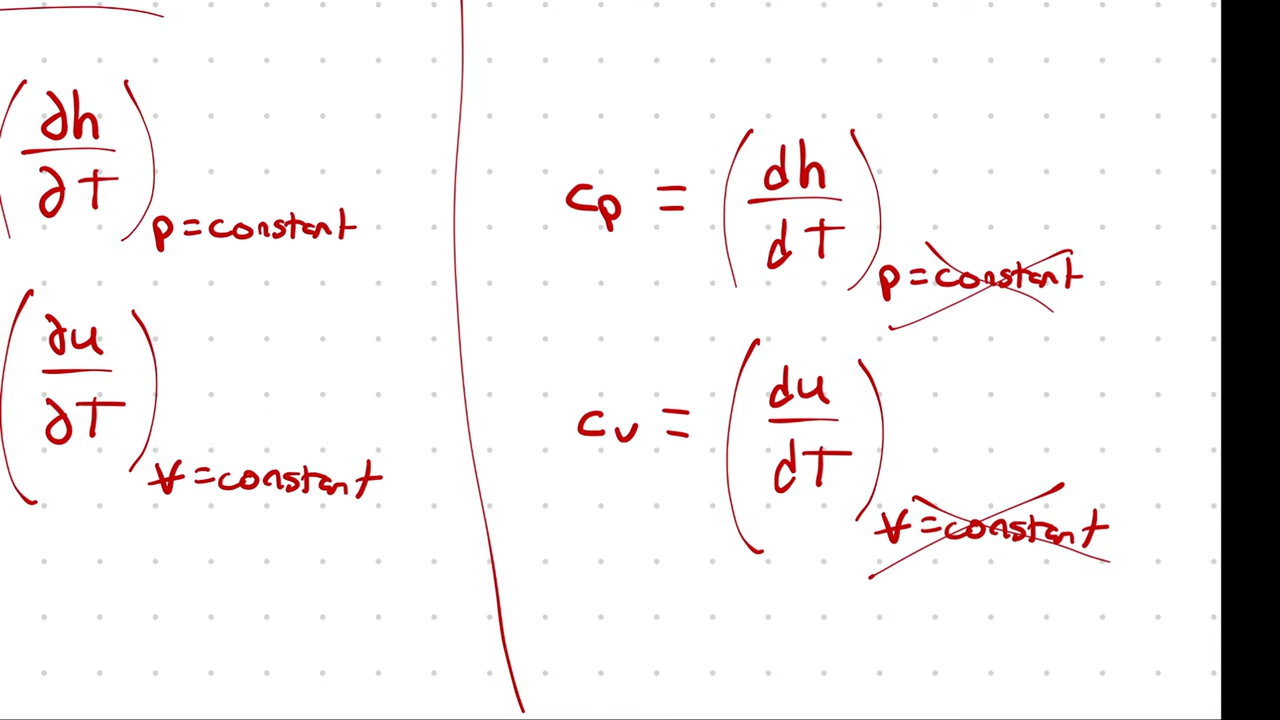 (∂h/∂T) p=constant
(∂u/∂T) V=constant
cp = (dh/dT) p=constant
cv = (du/dT) V=constant